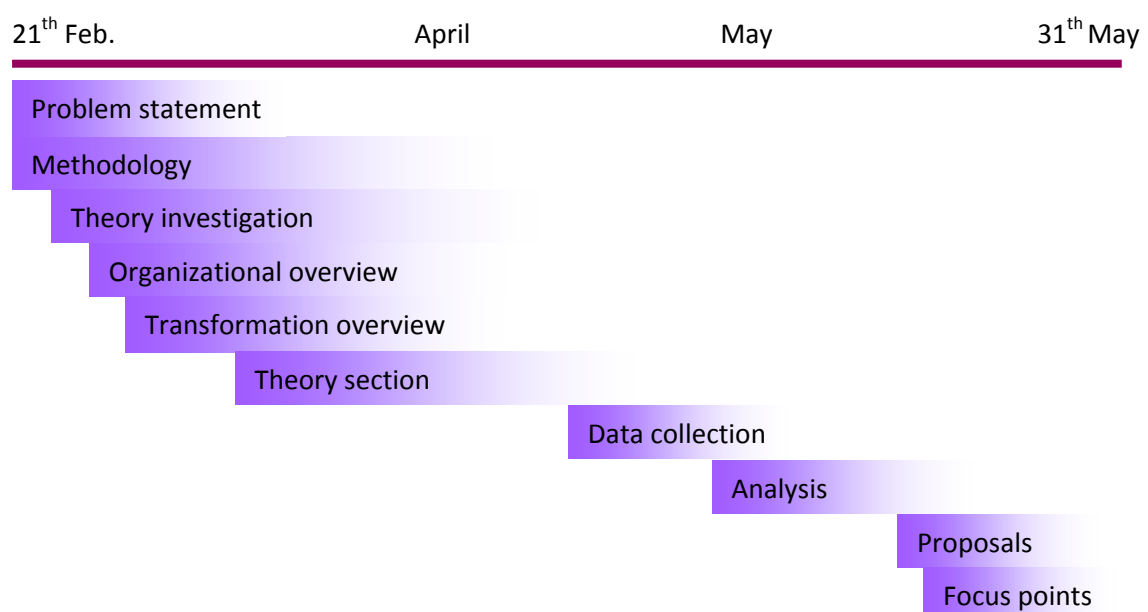 21th Feb. April May 31th May
Problem statement
Methodology
Theory investigation
Organizational overview
Transformation overview
Theory section
Data collection
Analysis
Proposals
Focus points